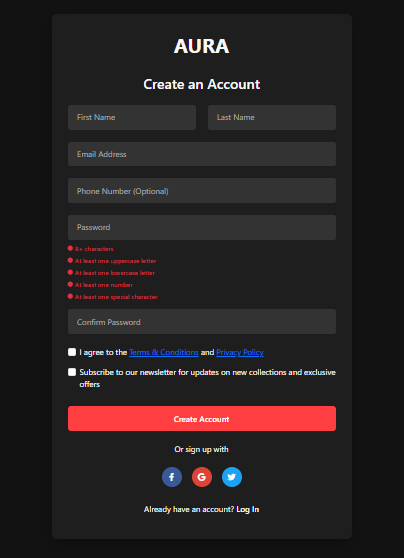 AURA
Create an Account
First Name
Last Name
Email Address
Phone Number (Optional)
Password
8+ characters
At least one uppercase letter
At least one lowercase letter
At least one number
At least one special character
Confirm Password
I agree to the Terms & Conditions and Privacy Policy
Subscribe to our newsletter for updates on new collections and exclusive
offers
Create Account
Or sign up with
Already have an account? Log In